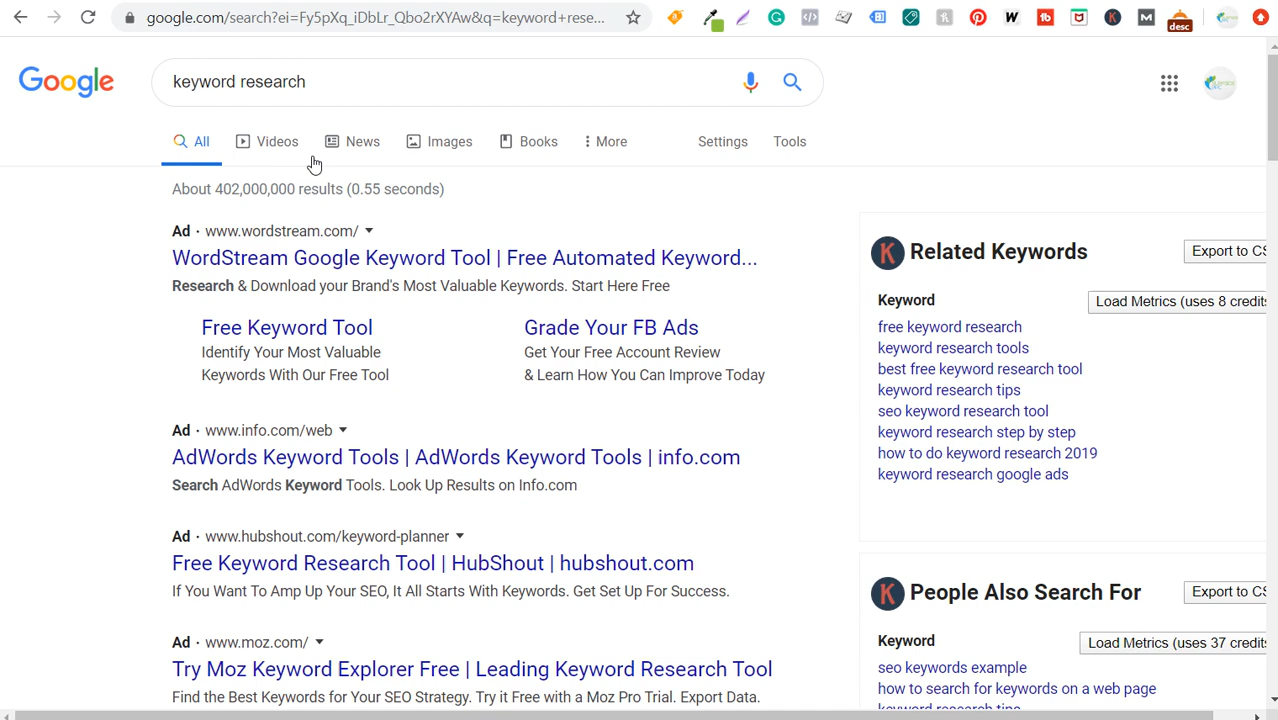 google.com/search?ei=Fy5pXq_iDbLr_Qbo2rXYAw&q=keyword+rese...
desc
Google
keyword research
All
Videos
News
Images
Books
More
Settings
Tools
About 402,000,000 results (0.55 seconds)
Ad · www.wordstream.com/
WordStream Google Keyword Tool | Free Automated Keyword...
Research & Download your Brand's Most Valuable Keywords. Start Here Free
Free Keyword Tool
Identify Your Most Valuable
Keywords With Our Free Tool
Grade Your FB Ads
Get Your Free Account Review
& Learn How You Can Improve Today
Ad · www.info.com/web
AdWords Keyword Tools | AdWords Keyword Tools | info.com
Search AdWords Keyword Tools. Look Up Results on Info.com
Ad · www.hubshout.com/keyword-planner
Free Keyword Research Tool | HubShout | hubshout.com
If You Want To Amp Up Your SEO, It All Starts With Keywords. Get Set Up For Success.
Ad · www.moz.com/
Try Moz Keyword Explorer Free | Leading Keyword Research Tool
Find the Best Keywords for Your SEO Strategy. Try it Free with a Moz Pro Trial. Export Data.
K
Related Keywords
Export to CS
Keyword
Load Metrics (uses 8 credits
free keyword research
keyword research tools
best free keyword research tool
keyword research tips
seo keyword research tool
keyword research step by step
how to do keyword research 2019
keyword research google ads
K
People Also Search For
Export to CS
Keyword
Load Metrics (uses 37 credits
seo keywords example
how to search for keywords on a web page
keyword research tips